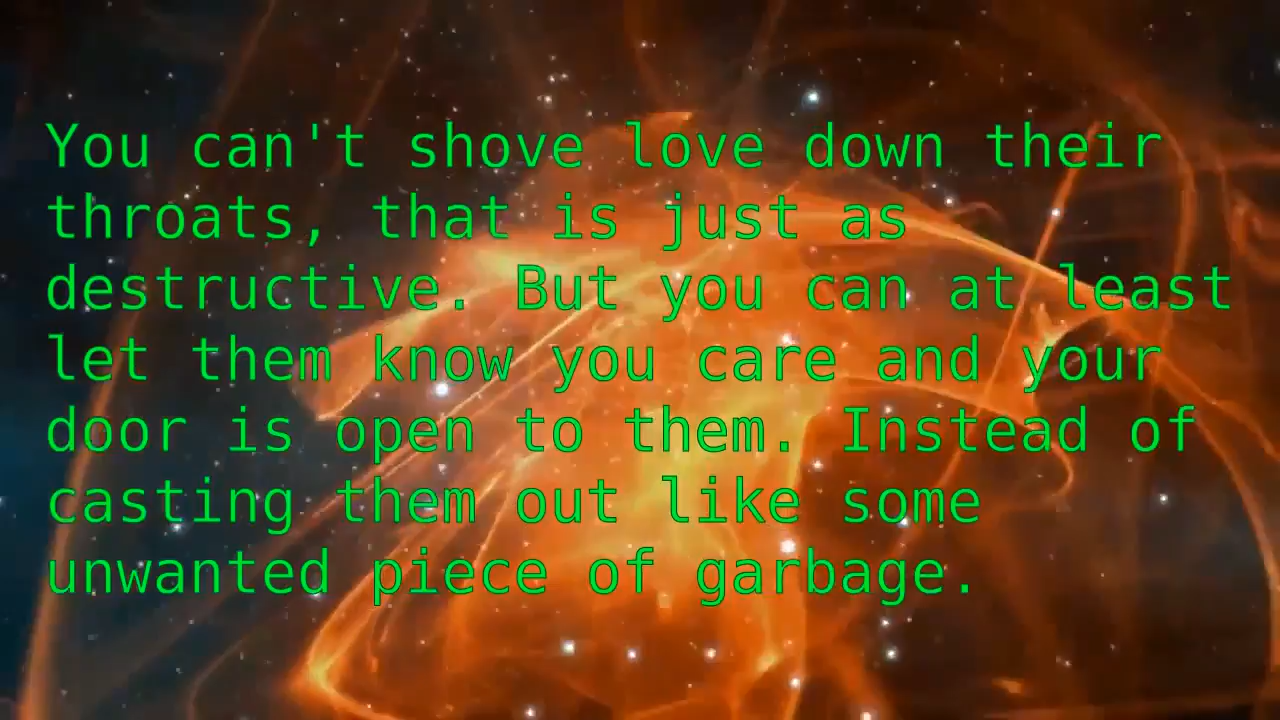 You can't shove love down their
throats, that is just as
destructive. But you can at least
let them know you care and your
door is open to them. Instead of
casting them out like some
unwanted piece of garbage.